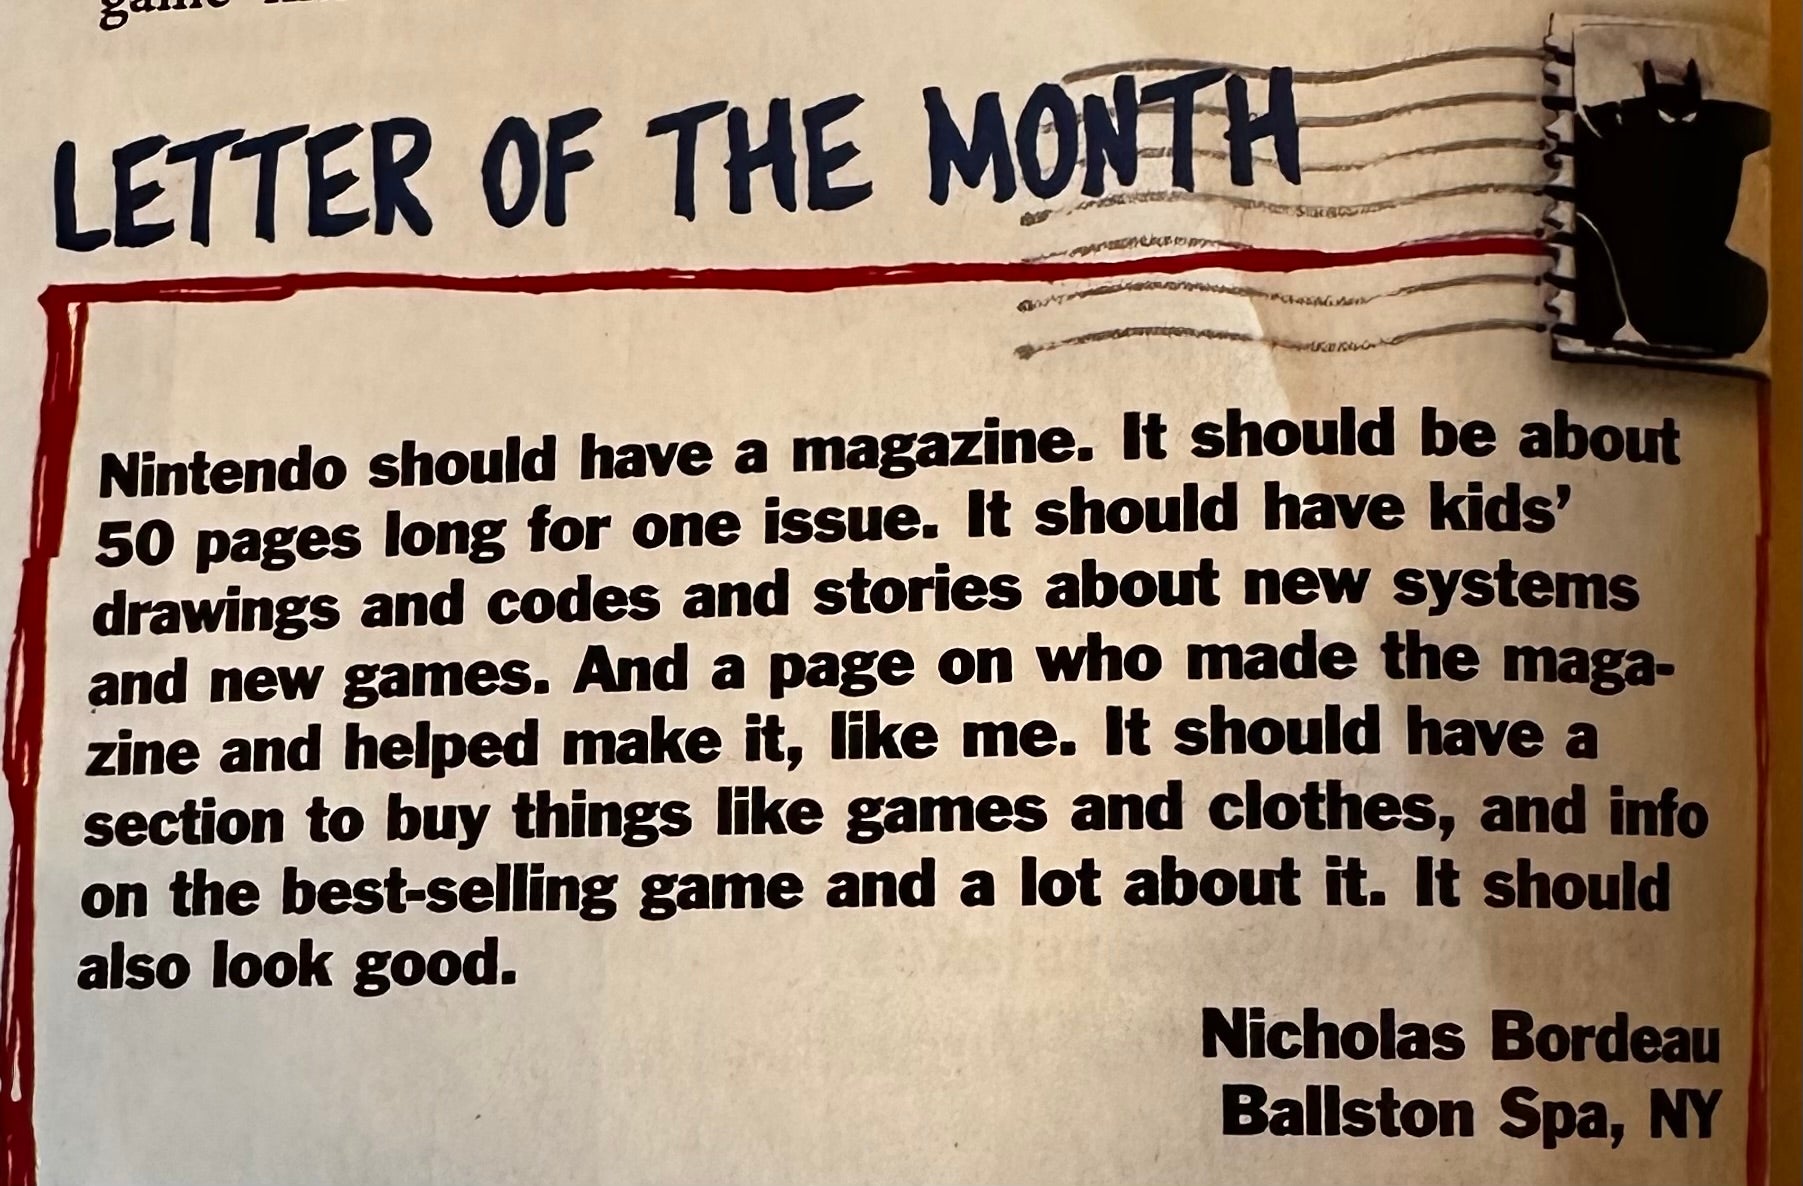 game
LETTER OF THE MONTH
Nintendo should have a magazine. It should be about
50 pages long for one issue. It should have kids’
drawings and codes and stories about new systems
and new games. And a page on who made the maga-
zine and helped make it, like me. It should have a
section to buy things like games and clothes, and info
on the best-selling game and a lot about it. It should
also look good.
Nicholas Bordeau
Ballston Spa, NY